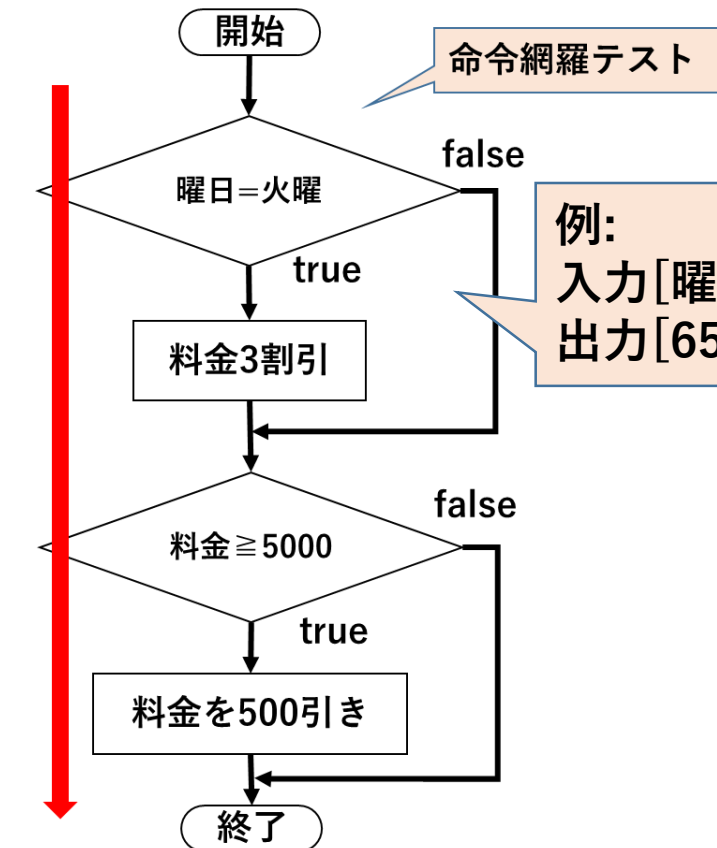 開始
命令網羅テスト
曜日=火曜
false
true
例:
入力[曜
出力[65
料金3割引
料金≧5000
false
true
料金を500引き
終了